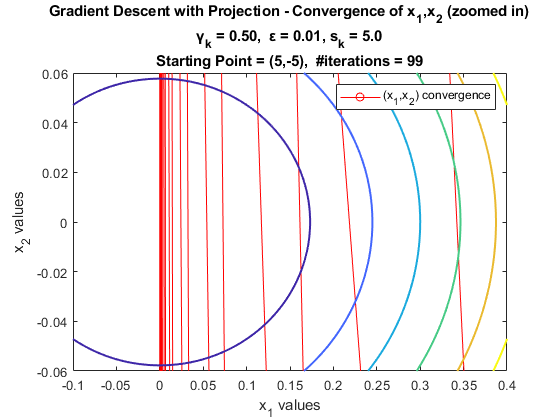 Gradient Descent with Projection - Convergence of x₁,x₂ (zoomed in)
γₖ = 0.50, ε = 0.01, sₖ = 5.0
Starting Point = (5,-5), #iterations = 99
(x₁,x₂) convergence
0.06
0.04
0.02
0
-0.02
-0.04
-0.06
x₂ values
-0.1 -0.05 0 0.05 0.1 0.15 0.2 0.25 0.3 0.35 0.4
x₁ values